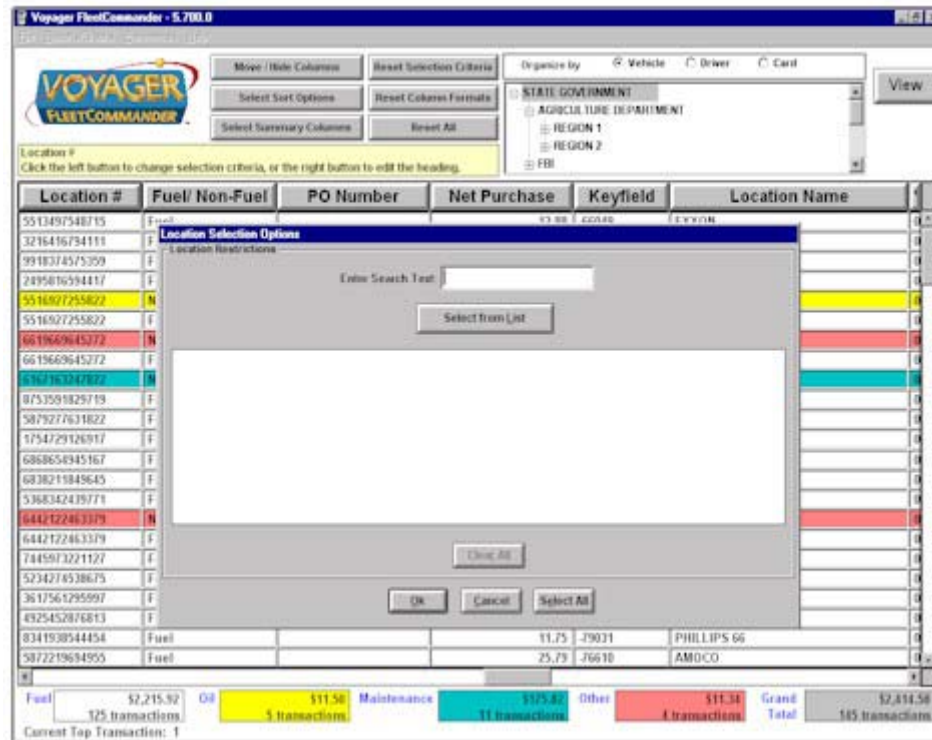 Voyager FleetCommander - 5.700.0
Move / Hide Columns
Reset Selection Criteria
Organize by
Vehicle
Driver
Card
View
VOYAGER
FLEETCOMMANDER
Select Sort Options
Reset Column Formats
STATE GOVERNMENT
AGRICULTURE DEPARTMENT
REGION 1
REGION 2
FBI
Select Summary Columns
Reset All
Location #
Click the left button to change selection criteria, or the right button to edit the heading.
Location # Fuel/ Non-Fuel PO Number Net Purchase Keyfield Location Name
5513497548715 EXXON
Location Selection Options
Location Restrictions
Enter Search Text
Select from List
3216416794111 F
9918374575359 F
2495016594417 F
5516927255822 N
5516927255822 F
6619669645272 N
6619669645272 F
N
8753591829719 F
5879277631822 F
1754729126917 F
6868654945167 F
6838211849645 F
5368342439771 F
6442122463379 N
6442122463379 F
7445973221127 F
5234274538675 F
3617561295997 F
4925452876813 F
Clear All
Ok Cancel Select All
8341938544454 Fuel 11.75 -79031 PHILLIPS 66
5872219694955 Fuel 25.79 -76610 AMOCO
Fuel $2,215.92 Oil $11.50 Maintenance $175.82 Other $11.34 Grand Total
125 transactions 5 transactions 11 transactions 4 transactions
Current Top Transaction: 1